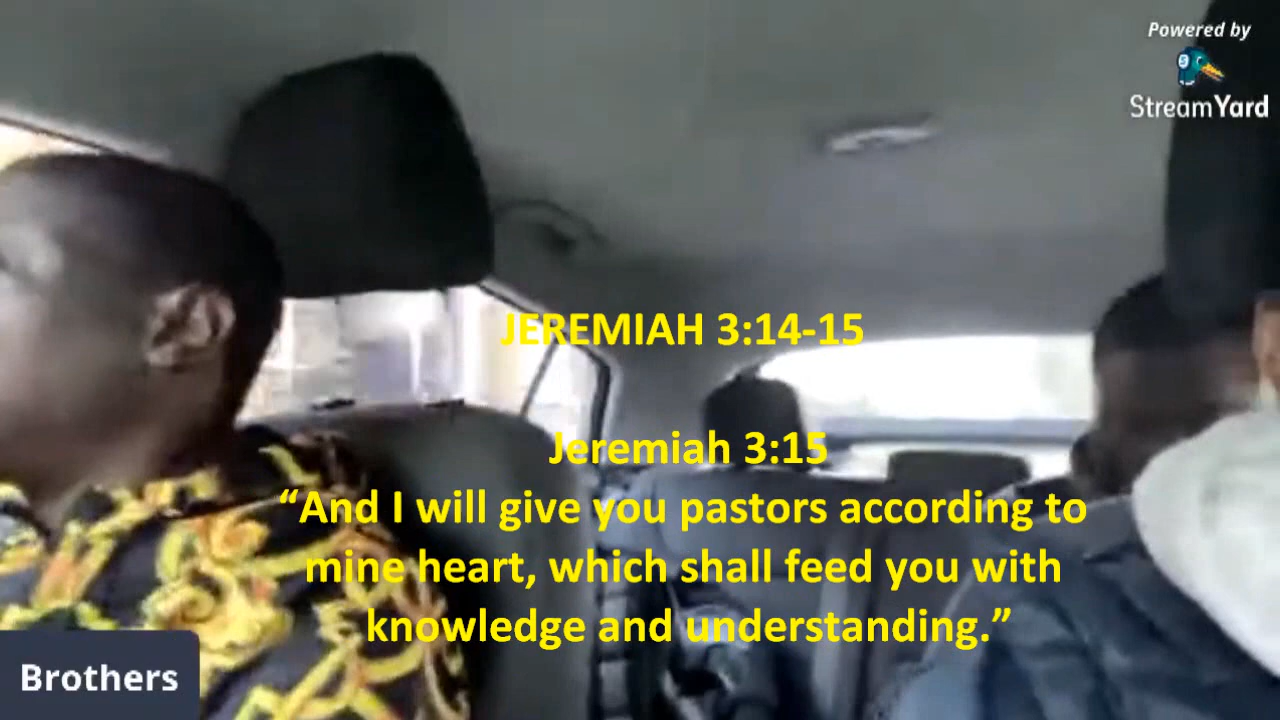 Powered by
StreamYard
JEREMIAH 3:14-15
Jeremiah 3:15
“And I will give you pastors according to
mine heart, which shall feed you with
knowledge and understanding.”
Brothers